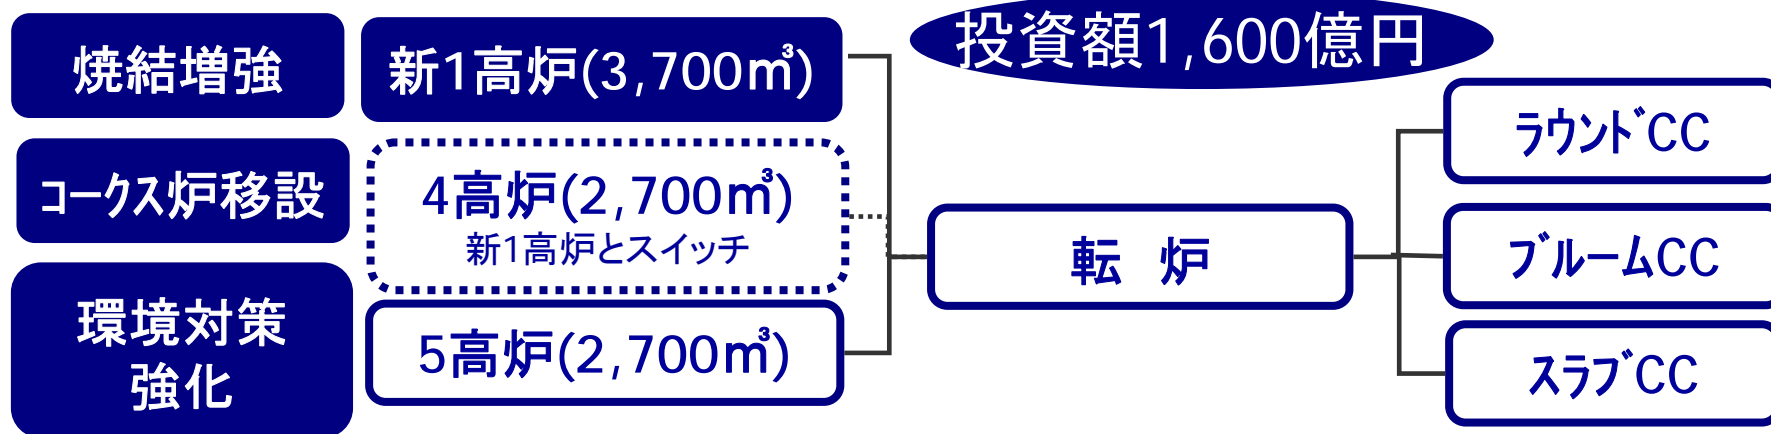 投資額1,600億円
焼結増強
新1高炉(3,700㎥)
コークス炉移設
4高炉(2,700㎥)
新1高炉とスイッチ
環境対策
強化
5高炉(2,700㎥)
転 炉
ラウンドCC
ブルームCC
スラブCC